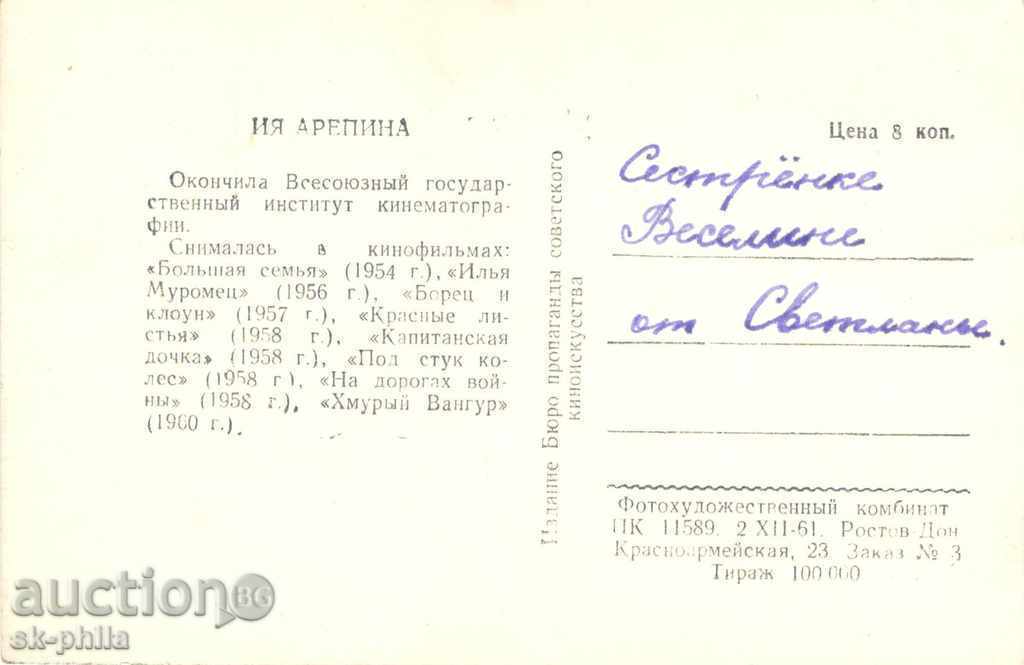 ИЯ АРЕПИНА
Окончила Всесоюзный государ-
ственный институт кинематогра-
фии.
Снималась в кинофильмах:
«Большая семья» (1954 г.), «Илья
Муромец» (1956 г.), «Борец и
клоун» (1957 г.), «Красные ли-
стья» (1958 г.), «Капитанская
дочка» (1958 г.), «Под стук ко-
лес» (1958 г), «На дорогах вой-
ны» (1958 г.), «Хмурый Вангур»
(1960 г.).
Издание Бюро пропаганды советского
киноискусства
Цена 8 коп.
Сестрёнке
Веселине
от Светланы.
Фотохудожественный комбинат
ПК 11589. 2 XII-61. Ростов-Дон
Красноармейская, 23 Заказ № 3
Тираж 100 000
auction BG
sk-phila